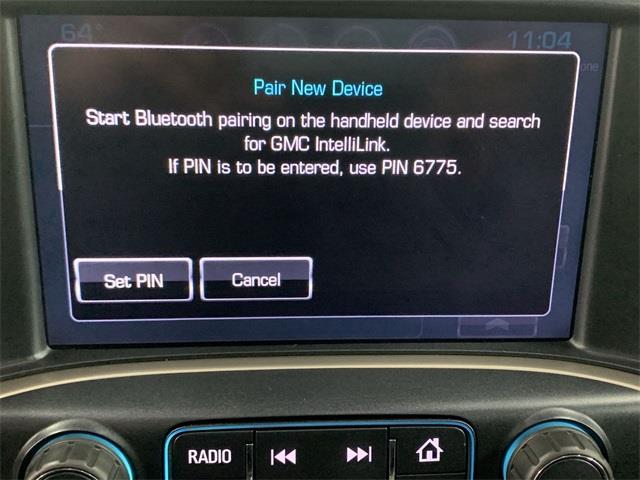 64° 11:04
one
Pair New Device
Start Bluetooth pairing on the handheld device and search
for GMC IntelliLink.
If PIN is to be entered, use PIN 6775.
Set PIN Cancel
RADIO